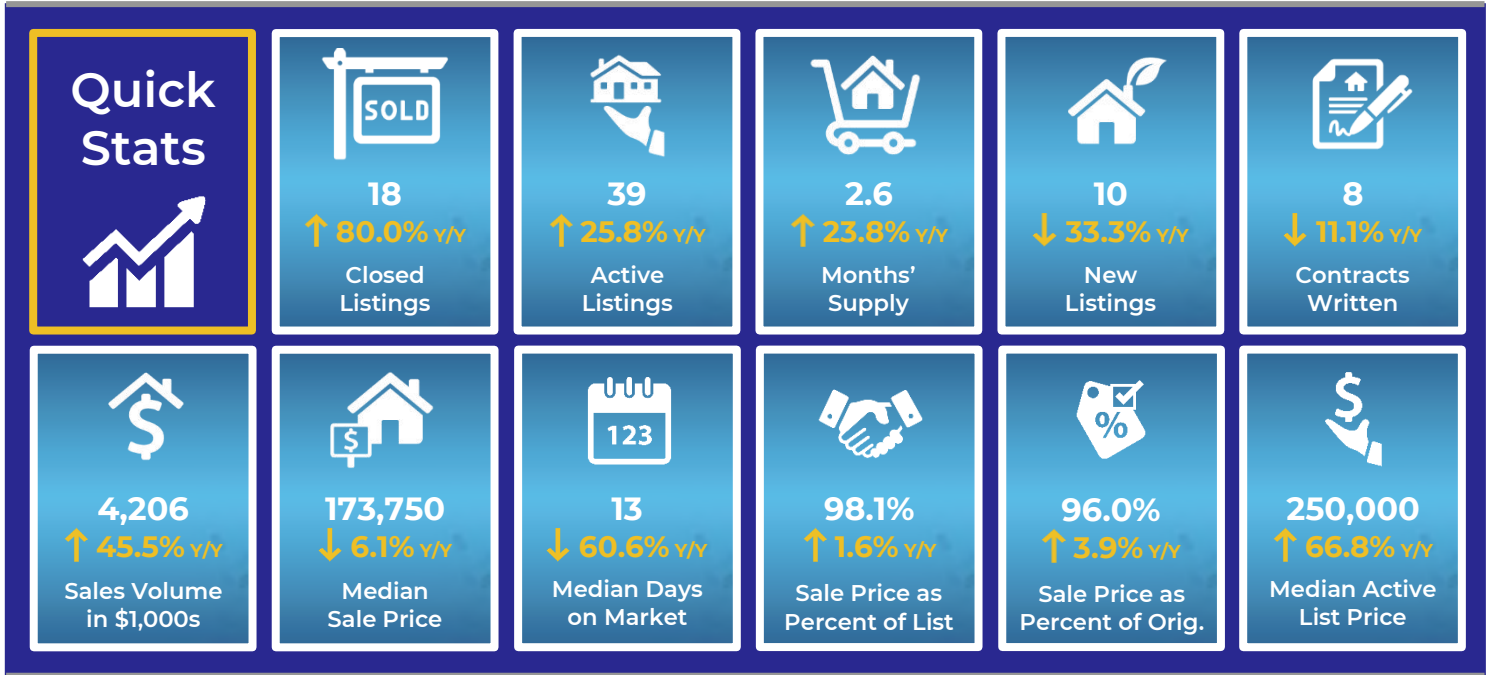 Quick
Stats
SOLD
18
↑ 80.0% Y/Y
Closed
Listings
39
↑ 25.8% Y/Y
Active
Listings
2.6
↑ 23.8% Y/Y
Months’
Supply
10
↓ 33.3% Y/Y
New
Listings
8
↓ 11.1% Y/Y
Contracts
Written
$
4,206
↑ 45.5% Y/Y
Sales Volume
in $1,000s
$
173,750
↓ 6.1% Y/Y
Median
Sale Price
123
13
↓ 60.6% Y/Y
Median Days
on Market
98.1%
↑ 1.6% Y/Y
Sale Price as
Percent of List
%
96.0%
↑ 3.9% Y/Y
Sale Price as
Percent of Orig.
$
250,000
↑ 66.8% Y/Y
Median Active
List Price